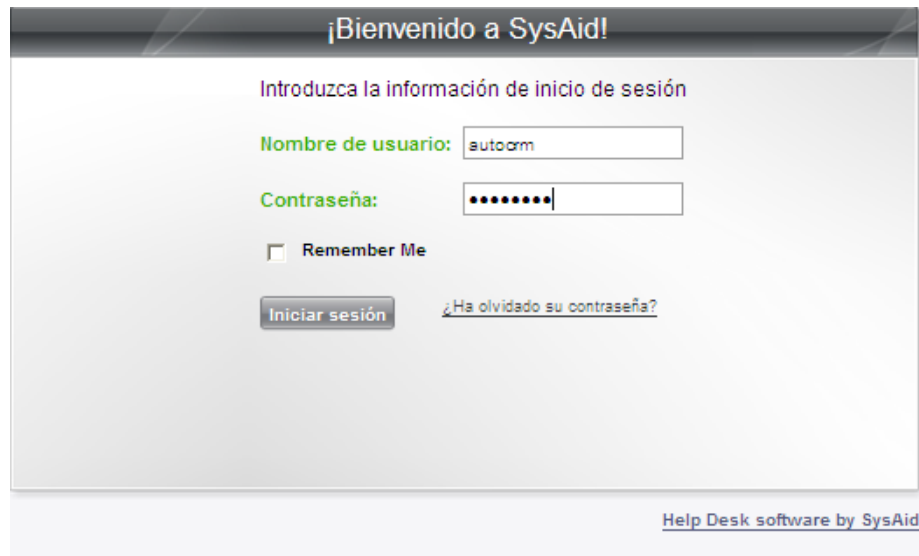 ¡Bienvenido a SysAid!
Introduzca la información de inicio de sesión
Nombre de usuario: autocrm
Contraseña: ••••••••
Remember Me
Iniciar sesión ¿Ha olvidado su contraseña?
Help Desk software by SysAid